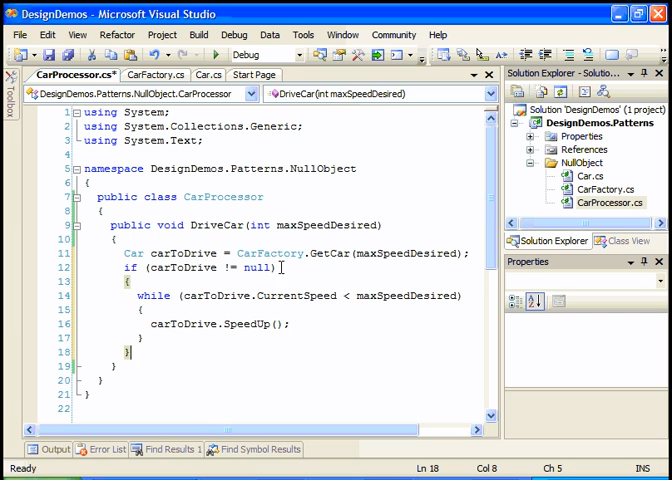 DesignDemos - Microsoft Visual Studio
File Edit View Refactor Project Build Debug Data Tools Window Community Help
Debug
CarProcessor.cs* CarFactory.cs Car.cs Start Page
DesignDemos.Patterns.NullObject.CarProcessor DriveCar(int maxSpeedDesired)
Toolbox
1 using System;
2 using System.Collections.Generic;
3 using System.Text;
4
5 namespace DesignDemos.Patterns.NullObject
6 {
7 public class CarProcessor
8 {
9 public void DriveCar(int maxSpeedDesired)
10 {
11 Car carToDrive = CarFactory.GetCar(maxSpeedDesired);
12 if (carToDrive != null)
13 {
14 while (carToDrive.CurrentSpeed < maxSpeedDesired)
15 {
16 carToDrive.SpeedUp();
17 }
18 }
19 }
20 }
21 }
22
Solution Explorer - Solutio...
Solution 'DesignDemos' (1 project)
DesignDemos.Patterns
Properties
References
NullObject
Car.cs
CarFactory.cs
CarProcessor.cs
Solution Explorer Class View
Properties
Output Error List Find Results 1 Find Symbol Results
Ready Ln 18 Col 8 Ch 5 INS